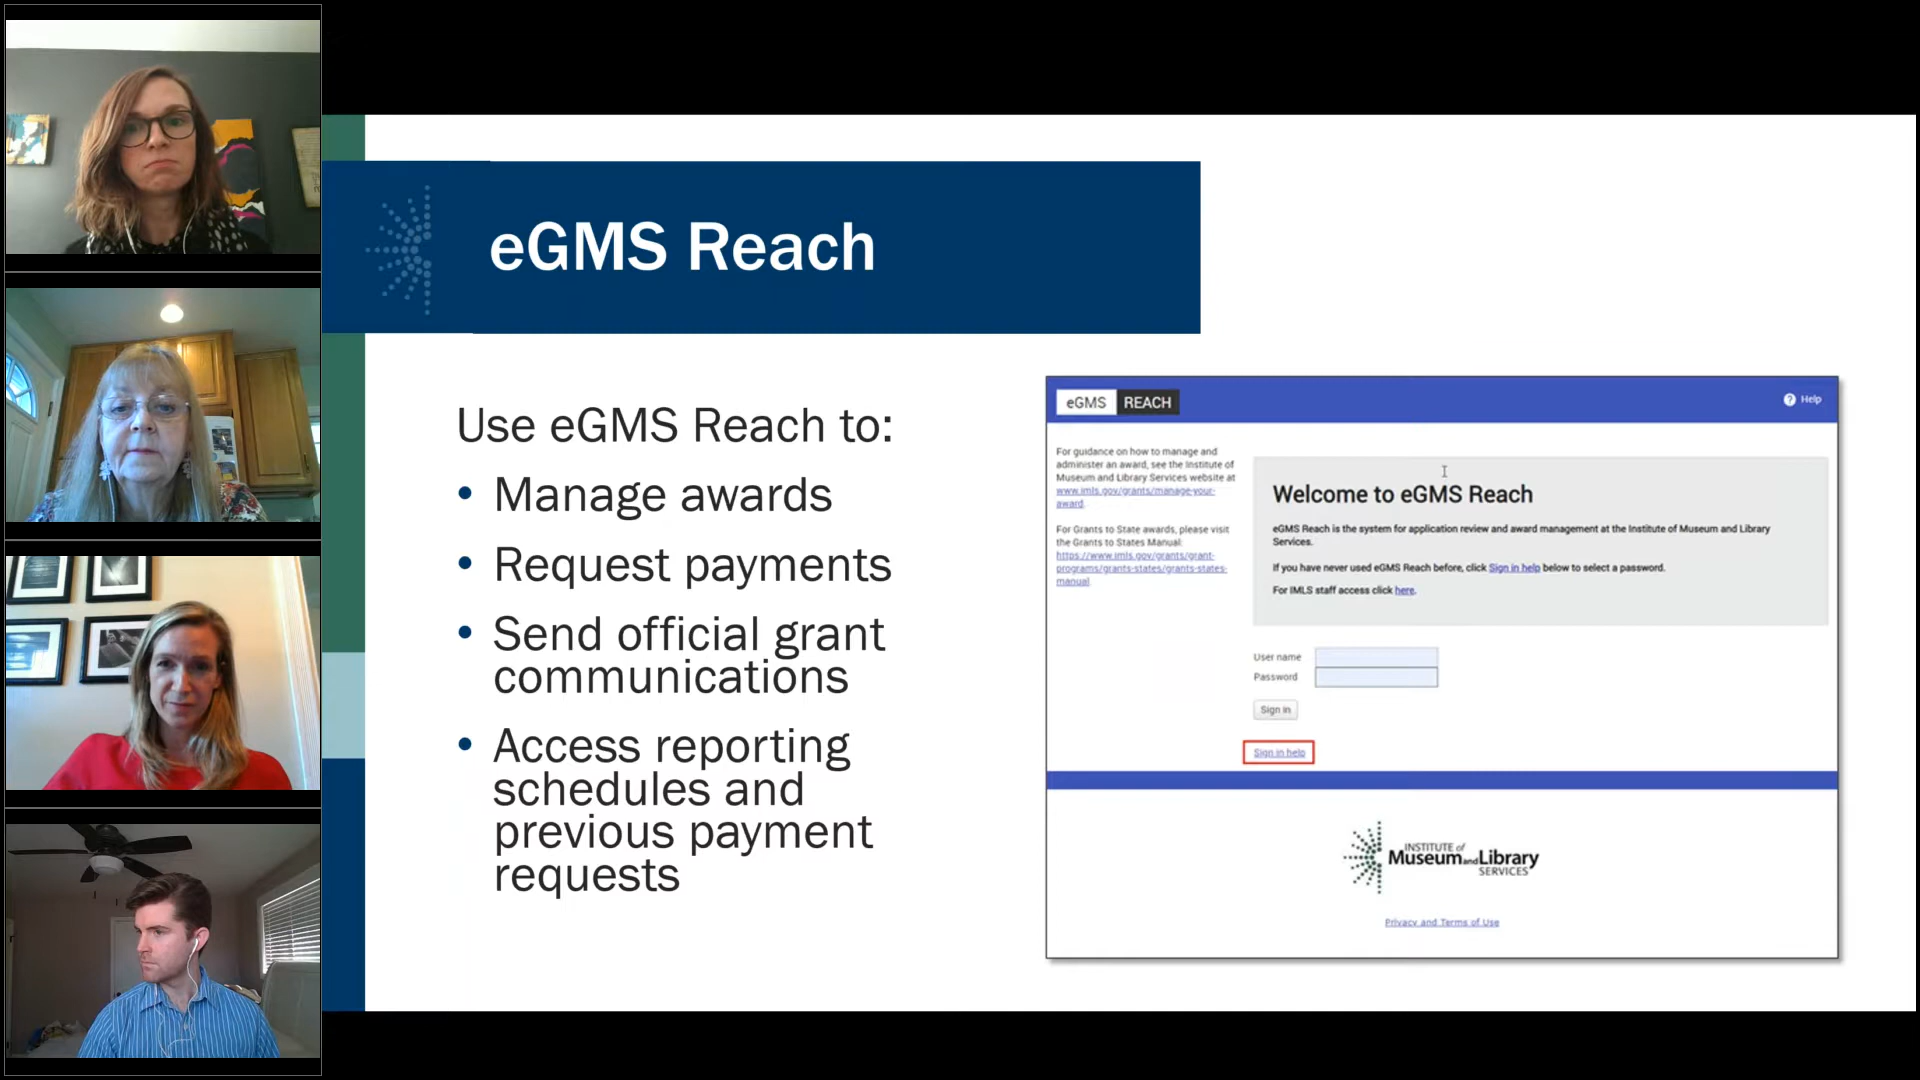 eGMS Reach
Use eGMS Reach to:
• Manage awards
• Request payments
• Send official grant
communications
• Access reporting
schedules and
previous payment
requests
eGMS REACH
Help
For guidance on how to manage and
administer an award, see the Institute of
Museum and Library Services website at
www.imls.gov/grants/manage-your-
award.
For Grants to State awards, please visit
the Grants to States Manual:
https://www.imls.gov/grants/grant-
programs/grants-states/grants-states-
manual
Welcome to eGMS Reach
eGMS Reach is the system for application review and award management at the Institute of Museum and Library
Services.
If you have never used eGMS Reach before, click Sign in help below to select a password.
For IMLS staff access click here.
User name
Password
Sign in
Sign in help
INSTITUTE of
Museum and Library
SERVICES
Privacy and Terms of Use